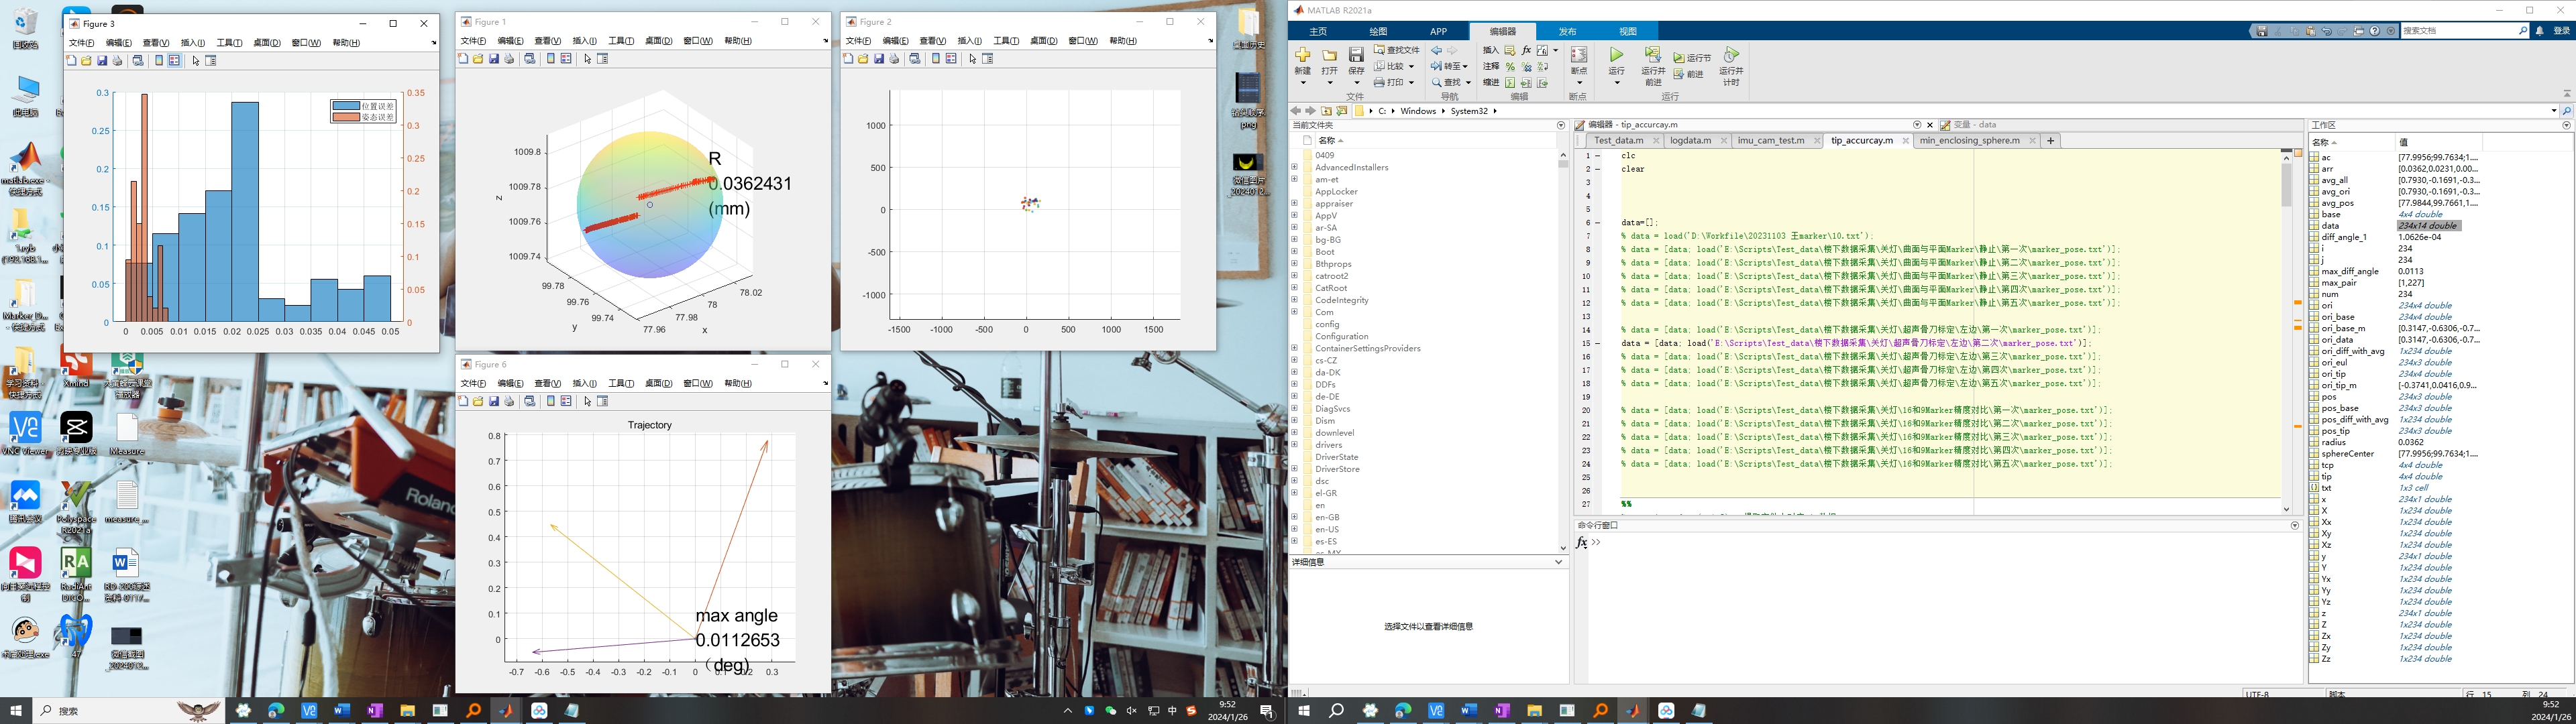 Figure 3
文件(F) 编辑(E) 查看(V) 插入(I) 工具(T) 桌面(D) 窗口(W) 帮助(H)
0.3
0.25
0.2
0.15
0.1
0.05
0
0.35
0.3
0.25
0.2
0.15
0.1
0.05
0
位置误差
姿态误差
0 0.005 0.01 0.015 0.02 0.025 0.03 0.035 0.04 0.045 0.05
Figure 1
文件(F) 编辑(E) 查看(V) 插入(I) 工具(T) 桌面(D) 窗口(W) 帮助(H)
1009.8
1009.78
1009.76
1009.74
z
99.78
99.76
99.74
y
77.96
77.98
78
78.02
x
R
0.0362431
(mm)
Figure 2
文件(F) 编辑(E) 查看(V) 插入(I) 工具(T) 桌面(D) 窗口(W) 帮助(H)
1000
500
0
-500
-1000
-1500 -1000 -500 0 500 1000 1500
Figure 6
文件(F) 编辑(E) 查看(V) 插入(I) 工具(T) 桌面(D) 窗口(W) 帮助(H)
Trajectory
0.8
0.7
0.6
0.5
0.4
0.3
0.2
0.1
0
-0.7 -0.6 -0.5 -0.4 -0.3 -0.2 -0.1 0 0.1 0.2 0.3
max angle
0.0112653
（deg)
回收站
此电脑
VNC Viewer
Xmind
Measure
腾讯会议
Polyspace R2021a
measure_...
RadiAnt DICO...
47
Roland
搜索
中
9:52
2024/1/26
MATLAB R2021a
主页 绘图 APP 编辑器 发布 视图
搜索文档
登录
新建 打开 保存 查找文件 比较 打印
转至 查找
插入 注释 缩进
断点 运行 运行并前进 运行节 前进 运行并计时
文件 导航 编辑 断点 运行
C: Windows System32
当前文件夹
名称
0409
AdvancedInstallers
am-et
AppLocker
appraiser
AppV
ar-SA
bg-BG
Boot
Bthprops
catroot2
CatRoot
CodeIntegrity
Com
config
Configuration
ContainerSettingsProviders
cs-CZ
da-DK
DDFs
de-DE
DiagSvcs
Dism
downlevel
drivers
DriverState
DriverStore
dsc
el-GR
en
en-GB
en-US
es-ES
es-MX
详细信息
选择文件以查看详细信息
编辑器 - tip_accurcay.m
变量 - data
Test_data.m logdata.m imu_cam_test.m tip_accurcay.m min_enclosing_sphere.m
1 clc
2 clear
3
4
5
6 data=[];
7 % data = load('D:\Workfile\20231103 王marker\10.txt');
8 % data = [data; load('E:\Scripts\Test_data\楼下数据采集\关灯\曲面与平面Marker\静止\第一次\marker_pose.txt')];
9 % data = [data; load('E:\Scripts\Test_data\楼下数据采集\关灯\曲面与平面Marker\静止\第二次\marker_pose.txt')];
10 % data = [data; load('E:\Scripts\Test_data\楼下数据采集\关灯\曲面与平面Marker\静止\第三次\marker_pose.txt')];
11 % data = [data; load('E:\Scripts\Test_data\楼下数据采集\关灯\曲面与平面Marker\静止\第四次\marker_pose.txt')];
12 % data = [data; load('E:\Scripts\Test_data\楼下数据采集\关灯\曲面与平面Marker\静止\第五次\marker_pose.txt')];
13
14 % data = [data; load('E:\Scripts\Test_data\楼下数据采集\关灯\超声骨刀标定\左边\第一次\marker_pose.txt')];
15 data = [data; load('E:\Scripts\Test_data\楼下数据采集\关灯\超声骨刀标定\左边\第二次\marker_pose.txt')];
16 % data = [data; load('E:\Scripts\Test_data\楼下数据采集\关灯\超声骨刀标定\左边\第三次\marker_pose.txt')];
17 % data = [data; load('E:\Scripts\Test_data\楼下数据采集\关灯\超声骨刀标定\左边\第四次\marker_pose.txt')];
18 % data = [data; load('E:\Scripts\Test_data\楼下数据采集\关灯\超声骨刀标定\左边\第五次\marker_pose.txt')];
19
20 % data = [data; load('E:\Scripts\Test_data\楼下数据采集\关灯\16和9Marker精度对比\第一次\marker_pose.txt')];
21 % data = [data; load('E:\Scripts\Test_data\楼下数据采集\关灯\16和9Marker精度对比\第二次\marker_pose.txt')];
22 % data = [data; load('E:\Scripts\Test_data\楼下数据采集\关灯\16和9Marker精度对比\第三次\marker_pose.txt')];
23 % data = [data; load('E:\Scripts\Test_data\楼下数据采集\关灯\16和9Marker精度对比\第四次\marker_pose.txt')];
24 % data = [data; load('E:\Scripts\Test_data\楼下数据采集\关灯\16和9Marker精度对比\第五次\marker_pose.txt')];
25
26
27 %%
命令行窗口
fx >>
工作区
名称 值
ac [77.9956;99.7634;1....
arr [0.0362,0.0231,0.00...
avg_all [0.7930,-0.1691,-0.3...
avg_ori [0.7930,-0.1691,-0.3...
avg_pos [77.9844,99.7661,1....
base 4x4 double
data 234x14 double
diff_angle_1 1.0626e-04
i 234
j 234
max_diff_angle 0.0113
max_pair [1,227]
num 234
ori 234x4 double
ori_base 234x4 double
ori_base_m [0.3147,-0.6306,-0.7...
ori_data [0.3147,-0.6306,-0.7...
ori_diff_with_avg 1x234 double
ori_eul 234x3 double
ori_tip 234x4 double
ori_tip_m [-0.3741,0.0416,0.9...
pos 234x3 double
pos_base 234x3 double
pos_diff_with_avg 1x234 double
pos_tip 234x3 double
radius 0.0362
sphereCenter [77.9956;99.7634;1....
tcp 4x4 double
tip 4x4 double
txt 1x3 cell
x 234x1 double
X 1x234 double
Xx 1x234 double
Xy 1x234 double
Xz 1x234 double
y 234x1 double
Y 1x234 double
Yx 1x234 double
Yy 1x234 double
Yz 1x234 double
z 234x1 double
Z 1x234 double
Zx 1x234 double
Zy 1x234 double
Zz 1x234 double
UTF-8 脚本 行 15 列 24
9:52
2024/1/26